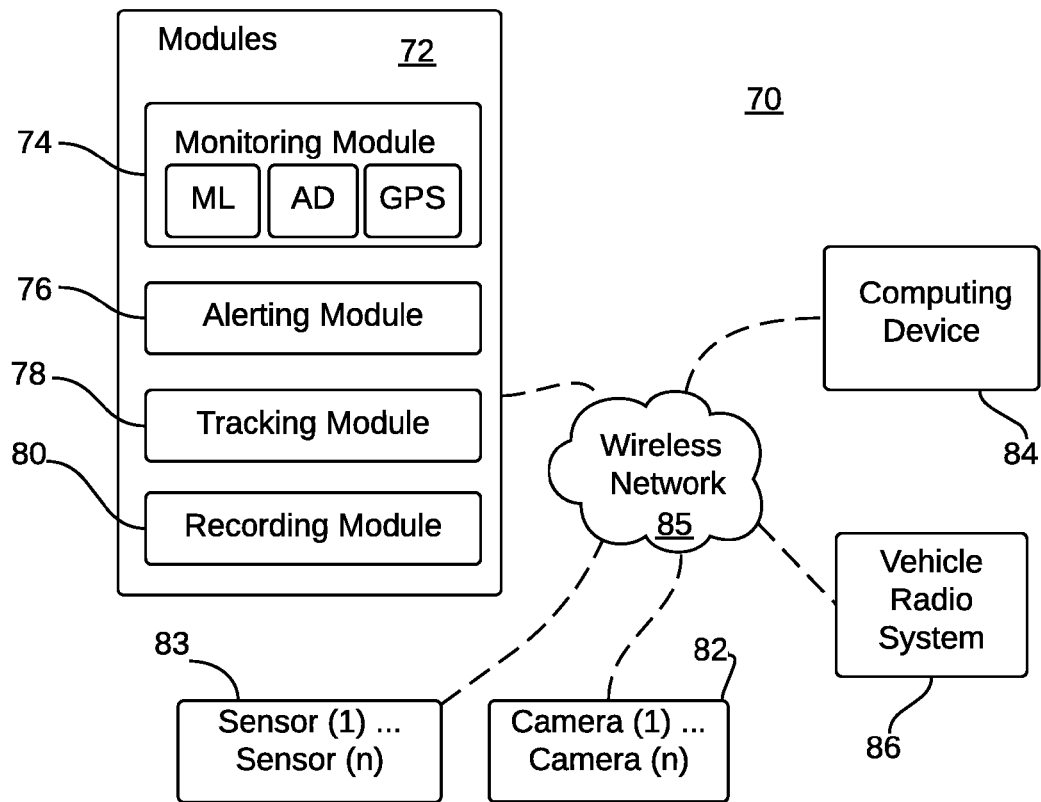 Modules
72
70
74
Monitoring Module
ML
AD
GPS
76
Alerting Module
78
Tracking Module
80
Recording Module
Computing
Device
84
Wireless
Network
85
Vehicle
Radio
System
86
83
Sensor (1) ...
Sensor (n)
82
Camera (1) ...
Camera (n)